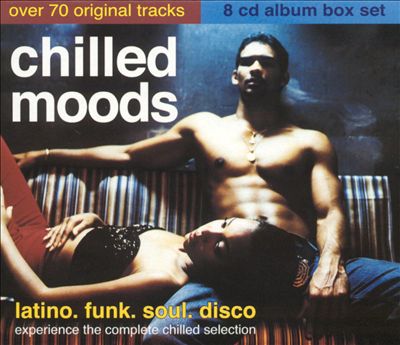 over 70 original tracks
8 cd album box set
chilled
moods
latino. funk. soul. disco
experience the complete chilled selection